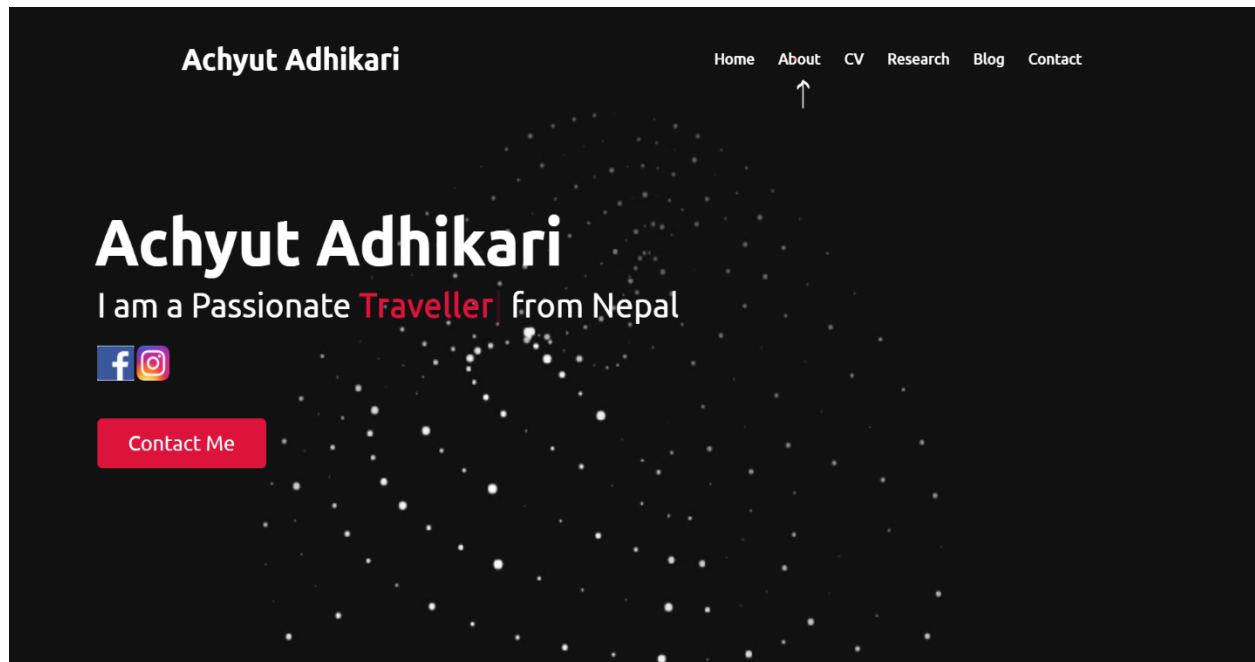 Achyut Adhikari
Home About CV Research Blog Contact
Achyut Adhikari
I am a Passionate Traveller| from Nepal
Contact Me